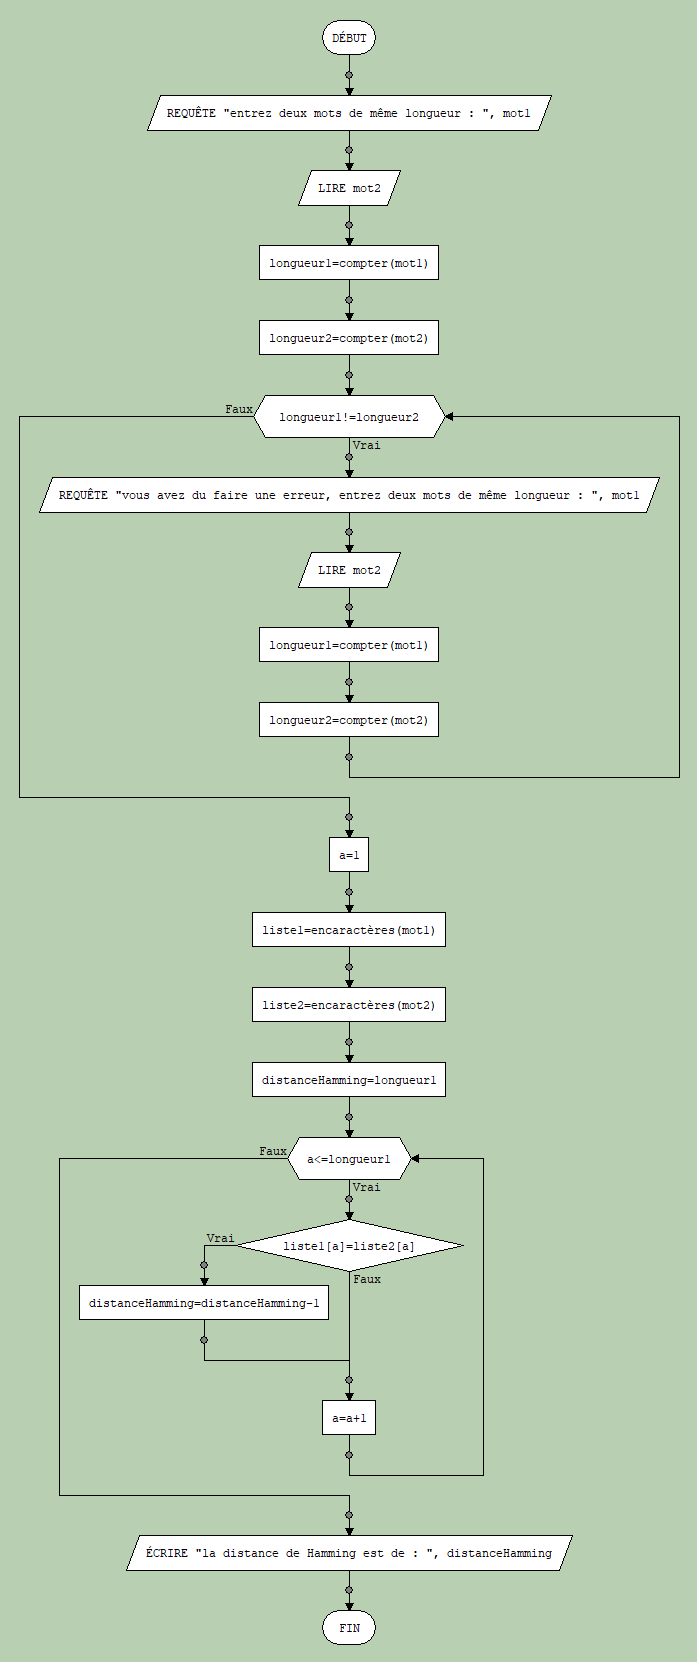 DÉBUT
REQUÊTE "entrez deux mots de même longueur : ", mot1
LIRE mot2
longueur1=compter(mot1)
longueur2=compter(mot2)
Faux
longueur1!=longueur2
Vrai
REQUÊTE "vous avez du faire une erreur, entrez deux mots de même longueur : ", mot1
LIRE mot2
longueur1=compter(mot1)
longueur2=compter(mot2)
a=1
liste1=encaractères(mot1)
liste2=encaractères(mot2)
distanceHamming=longueur1
Faux
a<=longueur1
Vrai
Vrai
liste1[a]=liste2[a]
Faux
distanceHamming=distanceHamming-1
a=a+1
ÉCRIRE "la distance de Hamming est de : ", distanceHamming
FIN